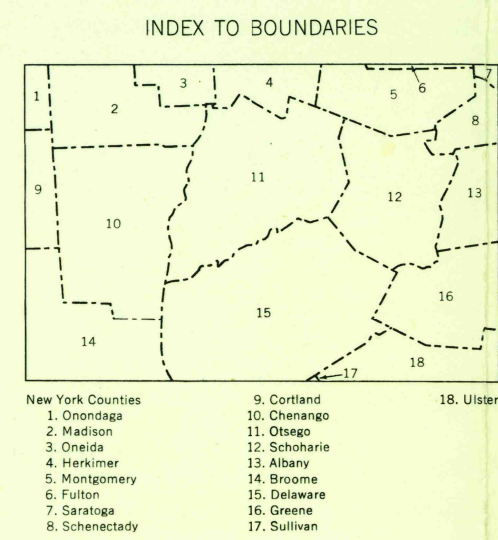 INDEX TO BOUNDARIES
1
2
3
4
5
6
7
8
9
10
11
12
13
14
15
16
17
18
New York Counties
1. Onondaga
2. Madison
3. Oneida
4. Herkimer
5. Montgomery
6. Fulton
7. Saratoga
8. Schenectady
9. Cortland
10. Chenango
11. Otsego
12. Schoharie
13. Albany
14. Broome
15. Delaware
16. Greene
17. Sullivan
18. Ulster